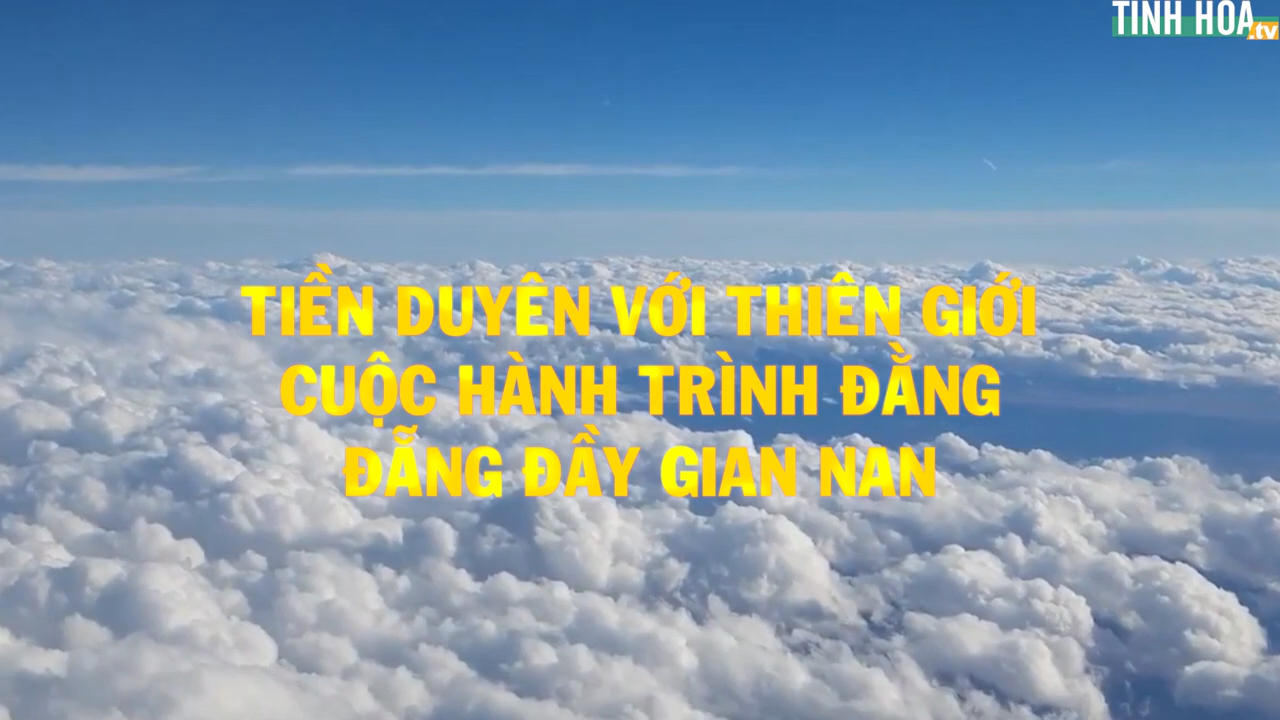 TINH HOA
.tv
TIỀN DUYÊN VỚI THIÊN GIỚI
CUỘC HÀNH TRÌNH ĐẰNG
ĐẴNG ĐẦY GIAN NAN